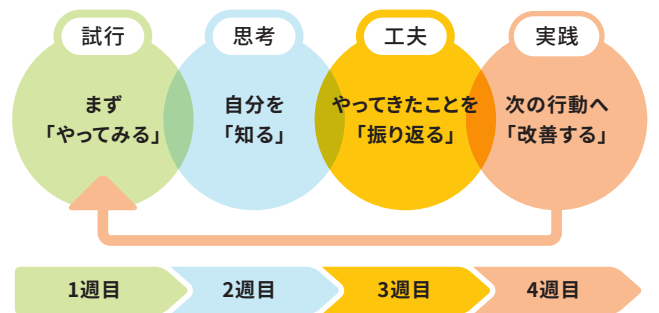 試行
まず
「やってみる」
思考
自分を
「知る」
工夫
やってきたことを
「振り返る」
実践
次の行動へ
「改善する」
1週目
2週目
3週目
4週目